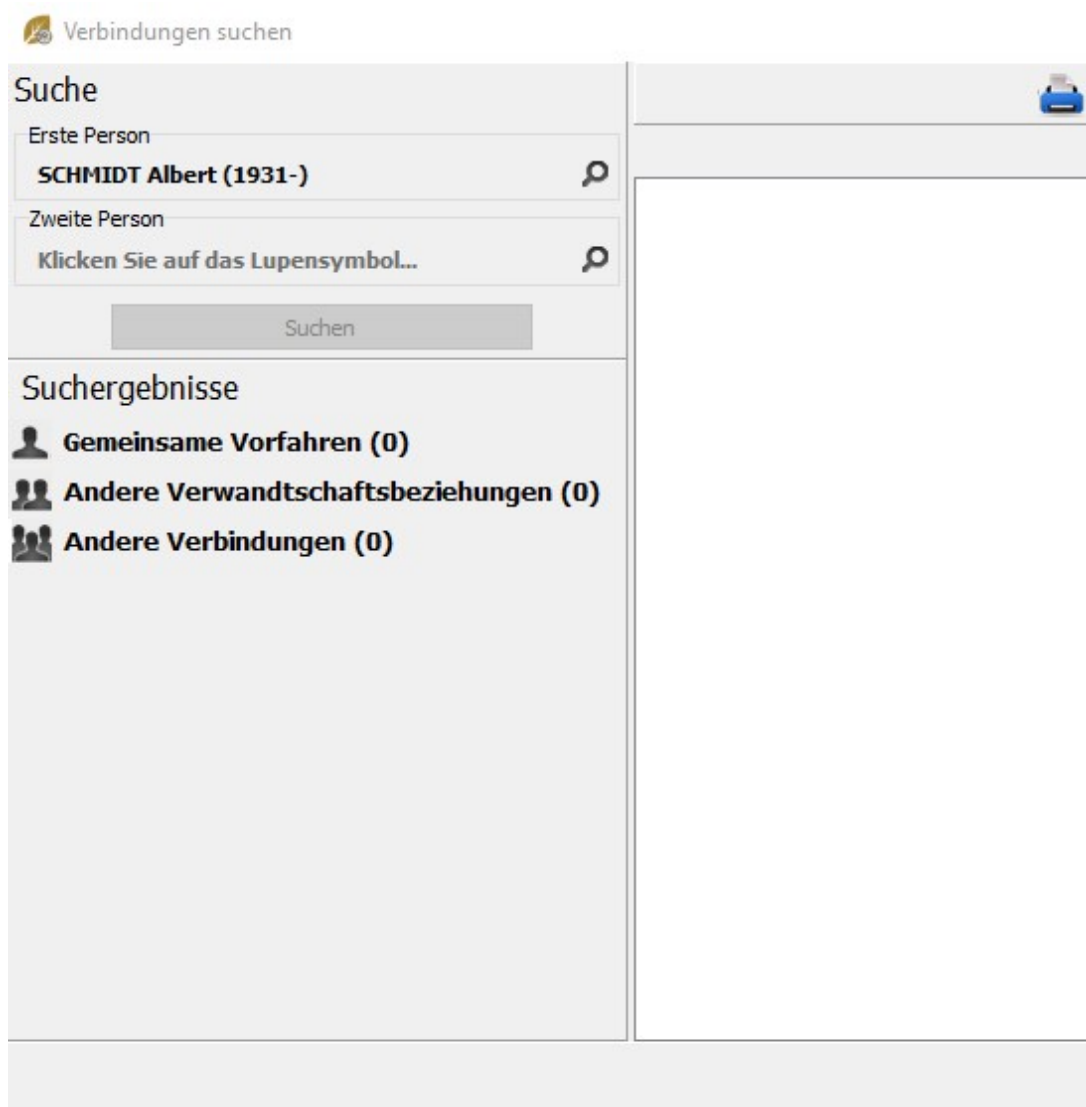 Verbindungen suchen
Suche
Erste Person
SCHMIDT Albert (1931-)
Zweite Person
Klicken Sie auf das Lupensymbol...
Suchen
Suchergebnisse
Gemeinsame Vorfahren (0)
Andere Verwandtschaftsbeziehungen (0)
Andere Verbindungen (0)